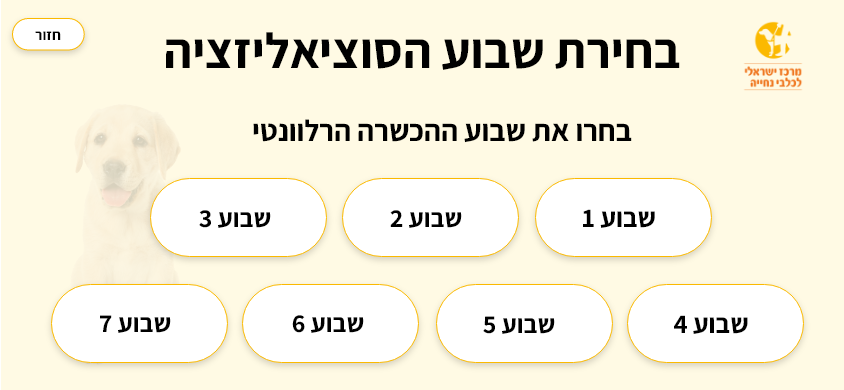 חזור
בחירת שבוע הסוציאליזציה
מרכז ישראלי
לכלבי נחייה
בחרו את שבוע ההכשרה הרלוונטי
שבוע 1
שבוע 2
שבוע 3
שבוע 4
שבוע 5
שבוע 6
שבוע 7